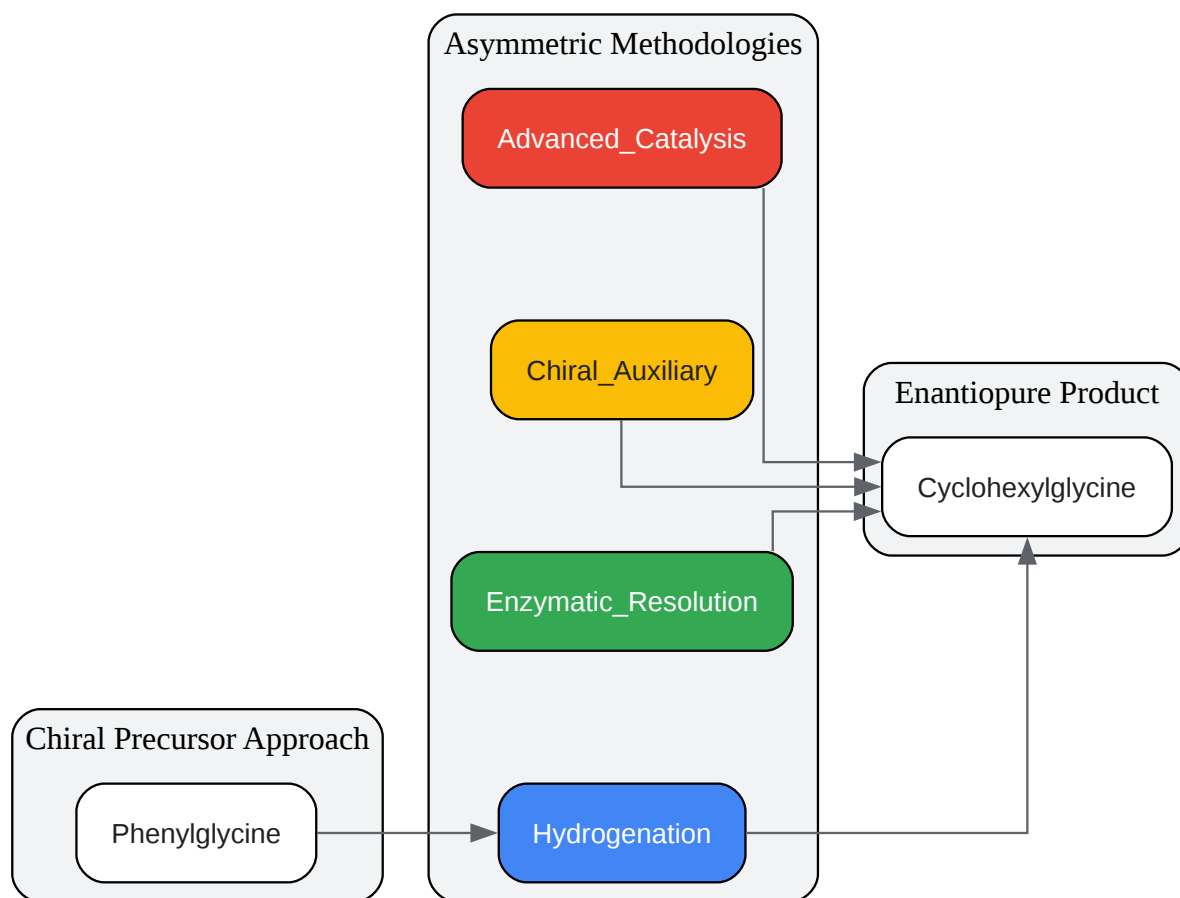 Asymmetric Methodologies
Advanced_Catalysis
Chiral_Auxiliary
Enantiopure Product
Cyclohexylglycine
Enzymatic_Resolution
Chiral Precursor Approach
Phenylglycine
Hydrogenation